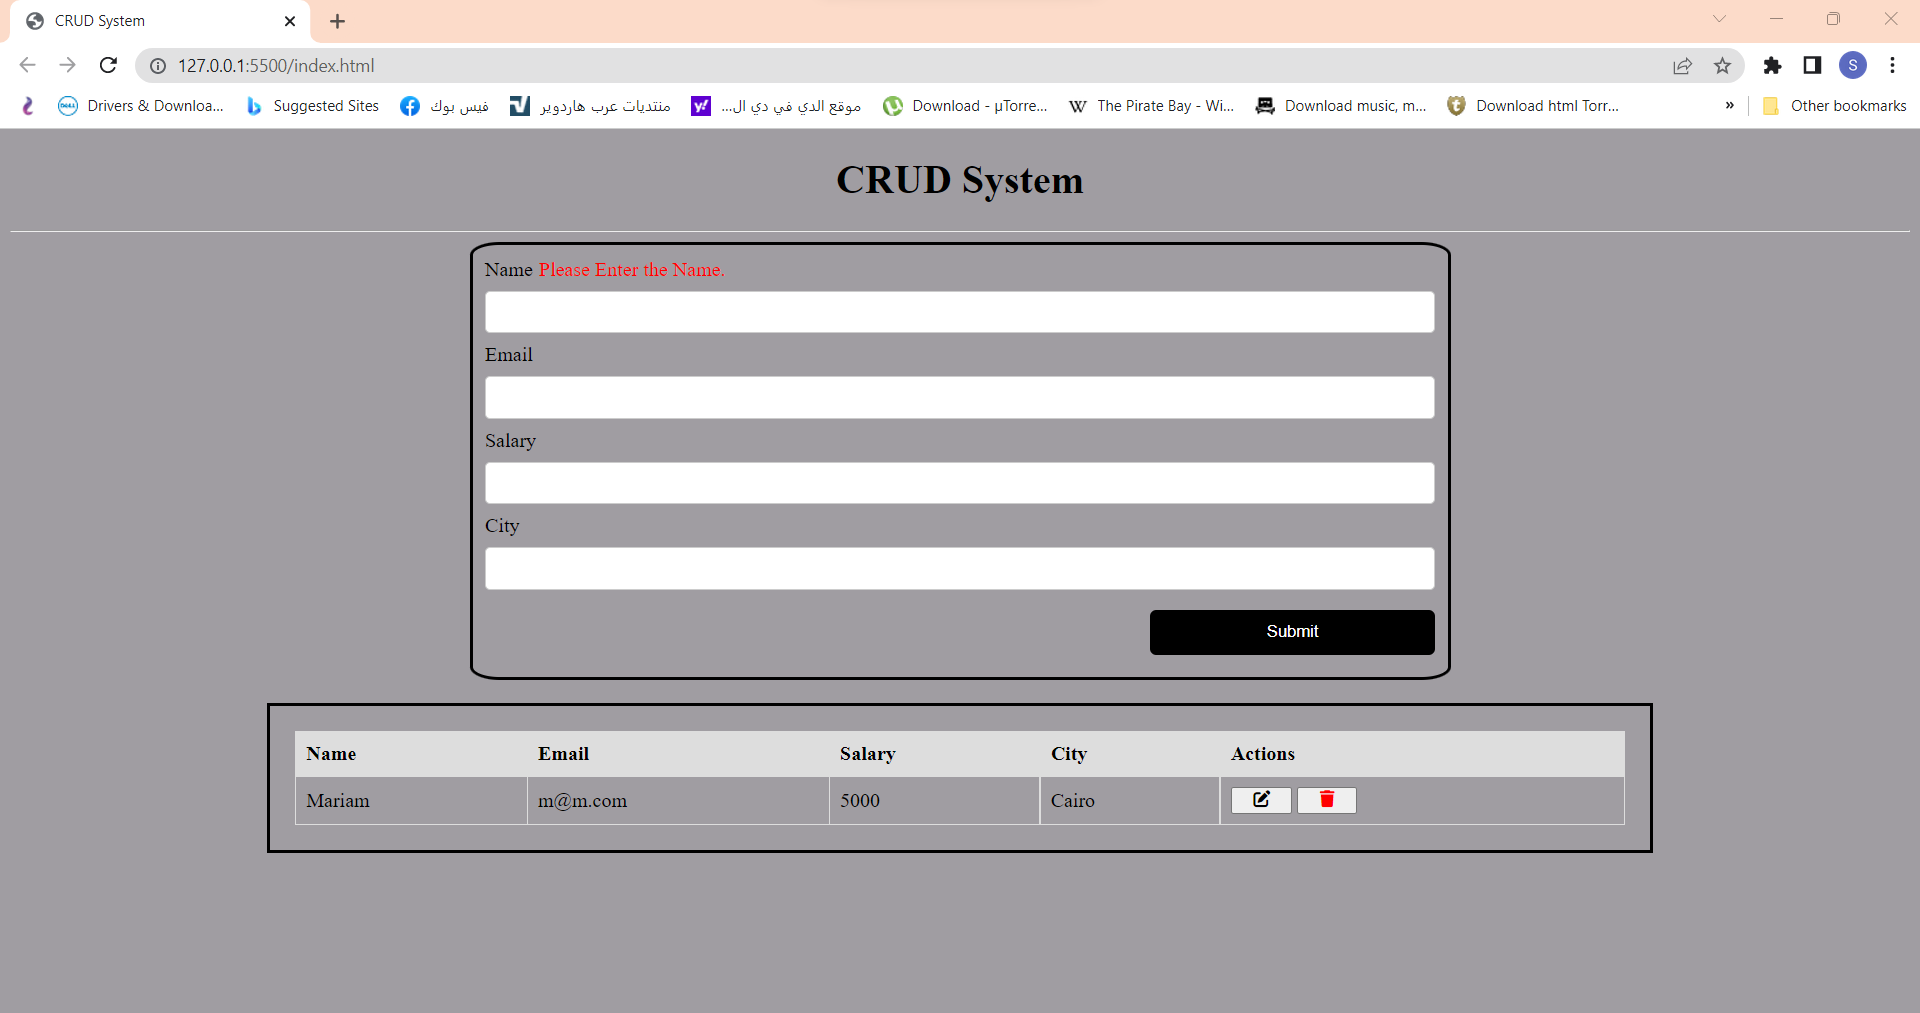 CRUD System
127.0.0.1:5500/index.html
S
DELL Drivers & Downloa... Suggested Sites فيس بوك منتديات عرب هاردوير y! موقع الدي في دي ال... Download - µTorre... W The Pirate Bay - Wi... Download music, m... Download html Torr... » Other bookmarks
CRUD System
Name Please Enter the Name.
Email
Salary
City
Submit
Name Email Salary City Actions
Mariam m@m.com 5000 Cairo